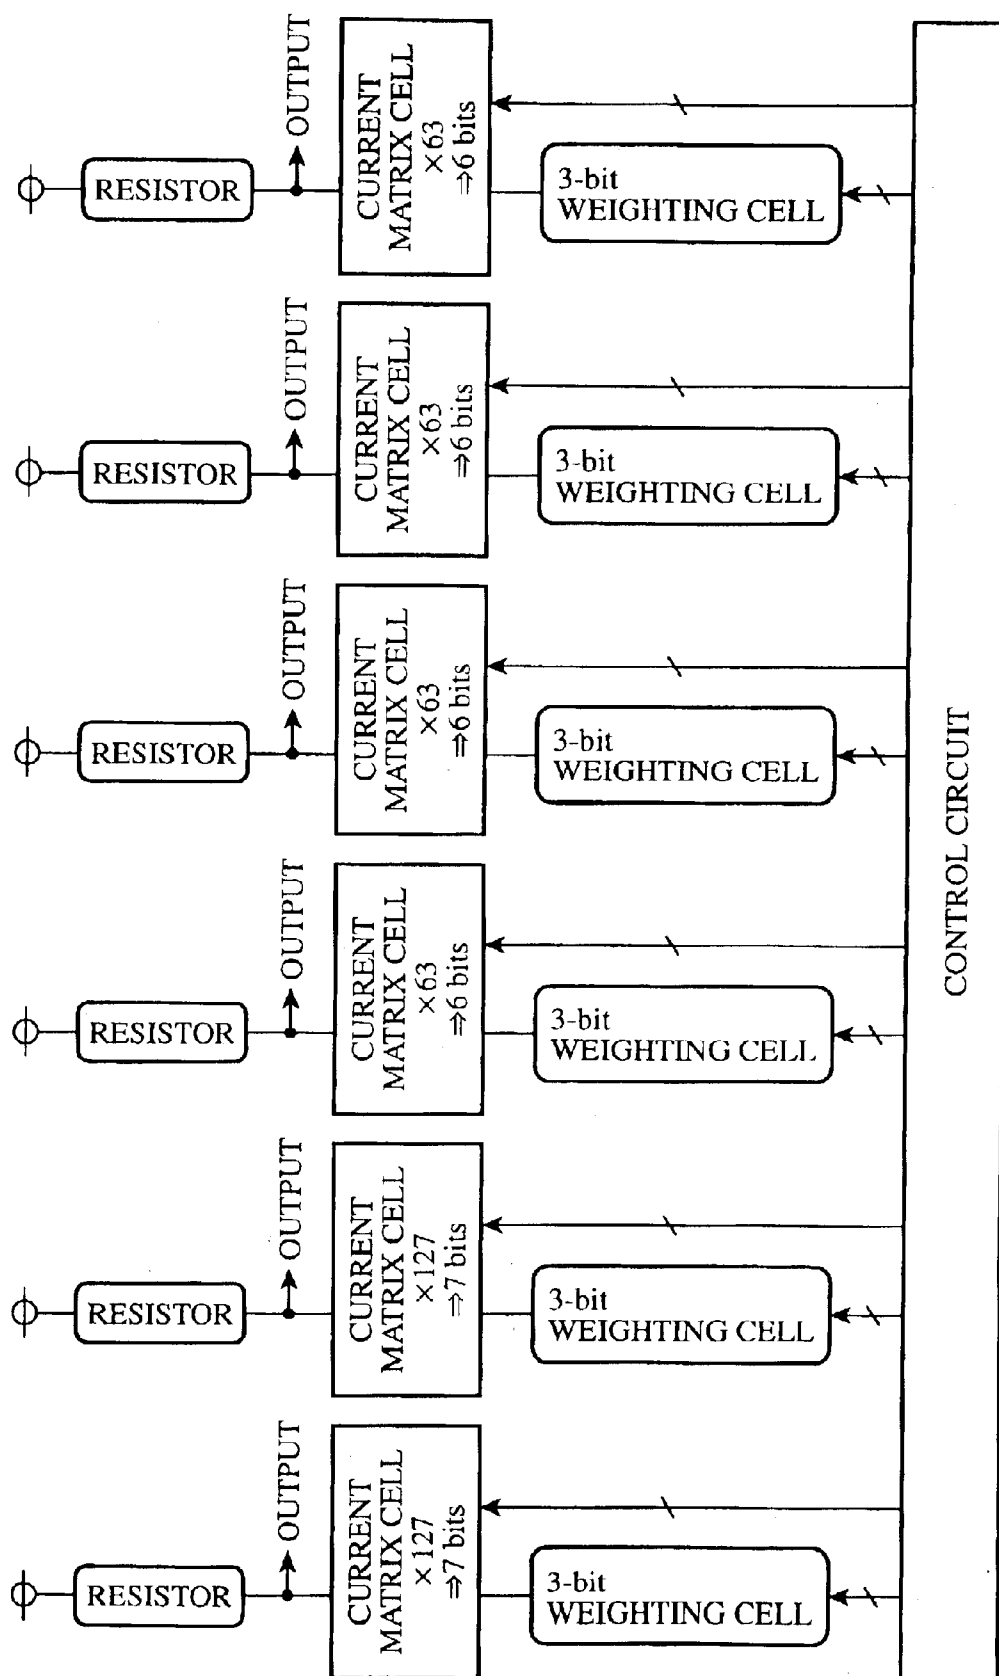 OUTPUT
RESISTOR
CURRENT
MATRIX CELL
×63
⇒6 bits
3-bit
WEIGHTING CELL
OUTPUT
RESISTOR
CURRENT
MATRIX CELL
×63
⇒6 bits
3-bit
WEIGHTING CELL
OUTPUT
RESISTOR
CURRENT
MATRIX CELL
×63
⇒6 bits
3-bit
WEIGHTING CELL
OUTPUT
RESISTOR
CURRENT
MATRIX CELL
×63
⇒6 bits
3-bit
WEIGHTING CELL
OUTPUT
RESISTOR
CURRENT
MATRIX CELL
×127
⇒7 bits
3-bit
WEIGHTING CELL
OUTPUT
RESISTOR
CURRENT
MATRIX CELL
×127
⇒7 bits
3-bit
WEIGHTING CELL
CONTROL CIRCUIT